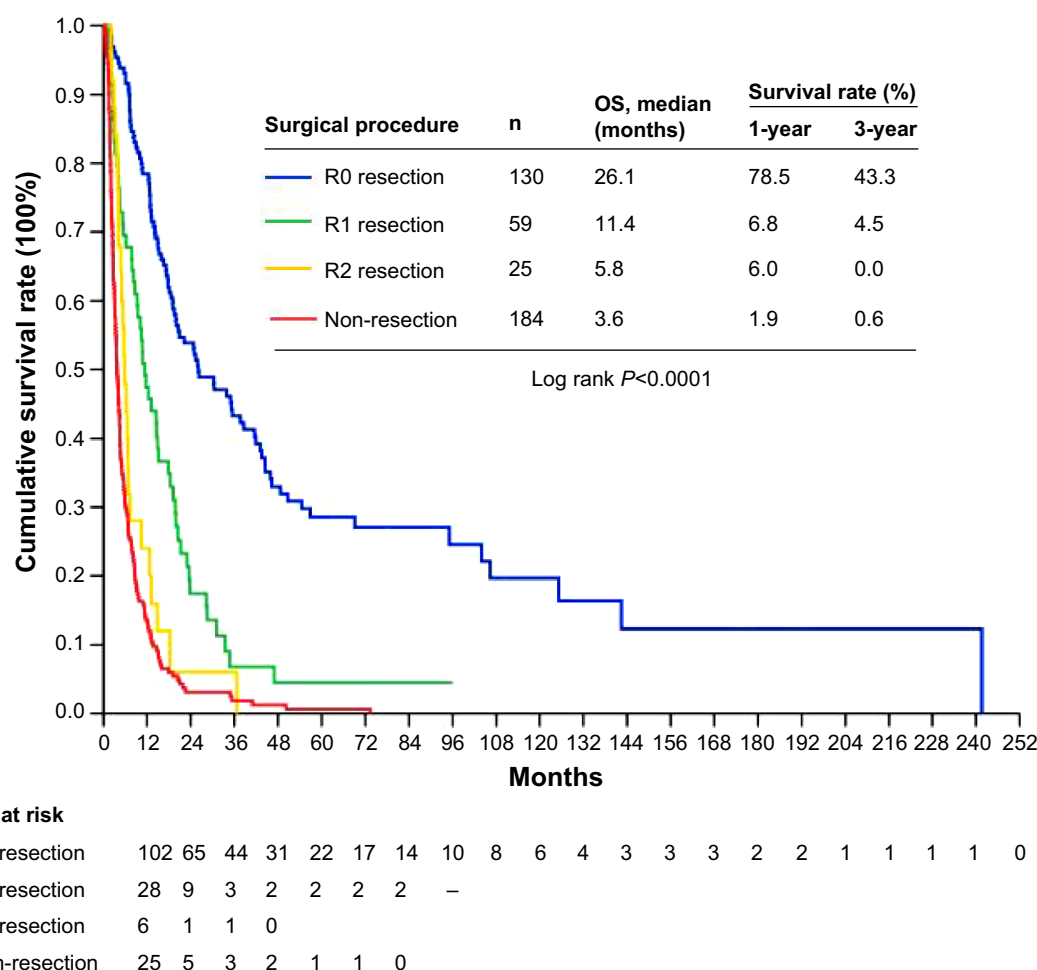 Cumulative survival rate (100%)
1.0
0.9
0.8
0.7
0.6
0.5
0.4
0.3
0.2
0.1
0.0
Surgical procedure n OS, median (months) Survival rate (%) 1-year 3-year
R0 resection 130 26.1 78.5 43.3
R1 resection 59 11.4 6.8 4.5
R2 resection 25 5.8 6.0 0.0
Non-resection 184 3.6 1.9 0.6
Log rank P<0.0001
0 12 24 36 48 60 72 84 96 108 120 132 144 156 168 180 192 204 216 228 240 252
Months
at risk
resection 102 65 44 31 22 17 14 10 8 6 4 3 3 3 2 2 1 1 1 1 0
resection 28 9 3 2 2 2 2 –
resection 6 1 1 0
n-resection 25 5 3 2 1 1 0